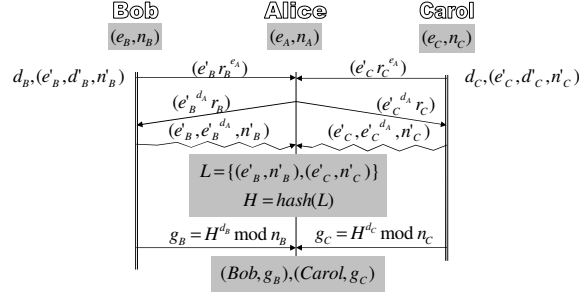 Bob Alice Carol
(e_B, n_B) (e_A, n_A) (e_C, n_C)
d_B, (e'_B, d'_B, n'_B) (e'_B r_B^{e_A}) (e'_C r_C^{e_A}) d_C, (e'_C, d'_C, n'_C)
(e'_B^{d_A} r_B) (e'_C^{d_A} r_C)
(e'_B, e'_B^{d_A}, n'_B) (e'_C, e'_C^{d_A}, n'_C)
L = {(e'_B, n'_B), (e'_C, n'_C)}
H = hash(L)
g_B = H^{d_B} mod n_B g_C = H^{d_C} mod n_C
(Bob, g_B), (Carol, g_C)